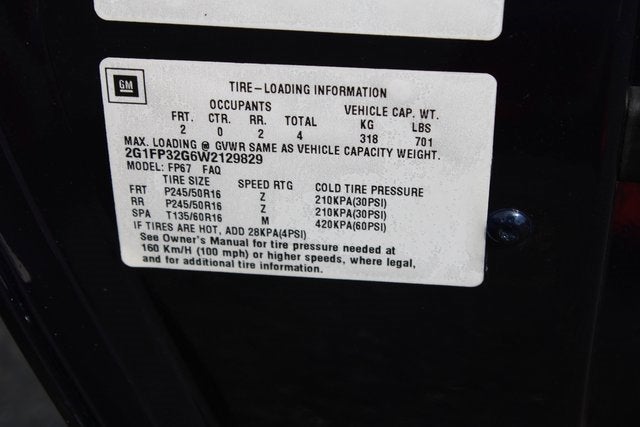 GM
TIRE-LOADING INFORMATION
OCCUPANTS VEHICLE CAP. WT.
FRT. CTR. RR. TOTAL KG LBS
2 0 2 4 318 701
MAX. LOADING @ GVWR SAME AS VEHICLE CAPACITY WEIGHT.
2G1FP32G6W2129829
MODEL: FP67 FAQ
TIRE SIZE SPEED RTG COLD TIRE PRESSURE
FRT P245/50R16 Z 210KPA(30PSI)
RR P245/50R16 Z 210KPA(30PSI)
SPA T135/60R16 M 420KPA(60PSI)
IF TIRES ARE HOT, ADD 28KPA(4PSI)
See Owner's Manual for tire pressure needed at
160 Km/H (100 mph) or higher speeds, where legal,
and for additional tire information.